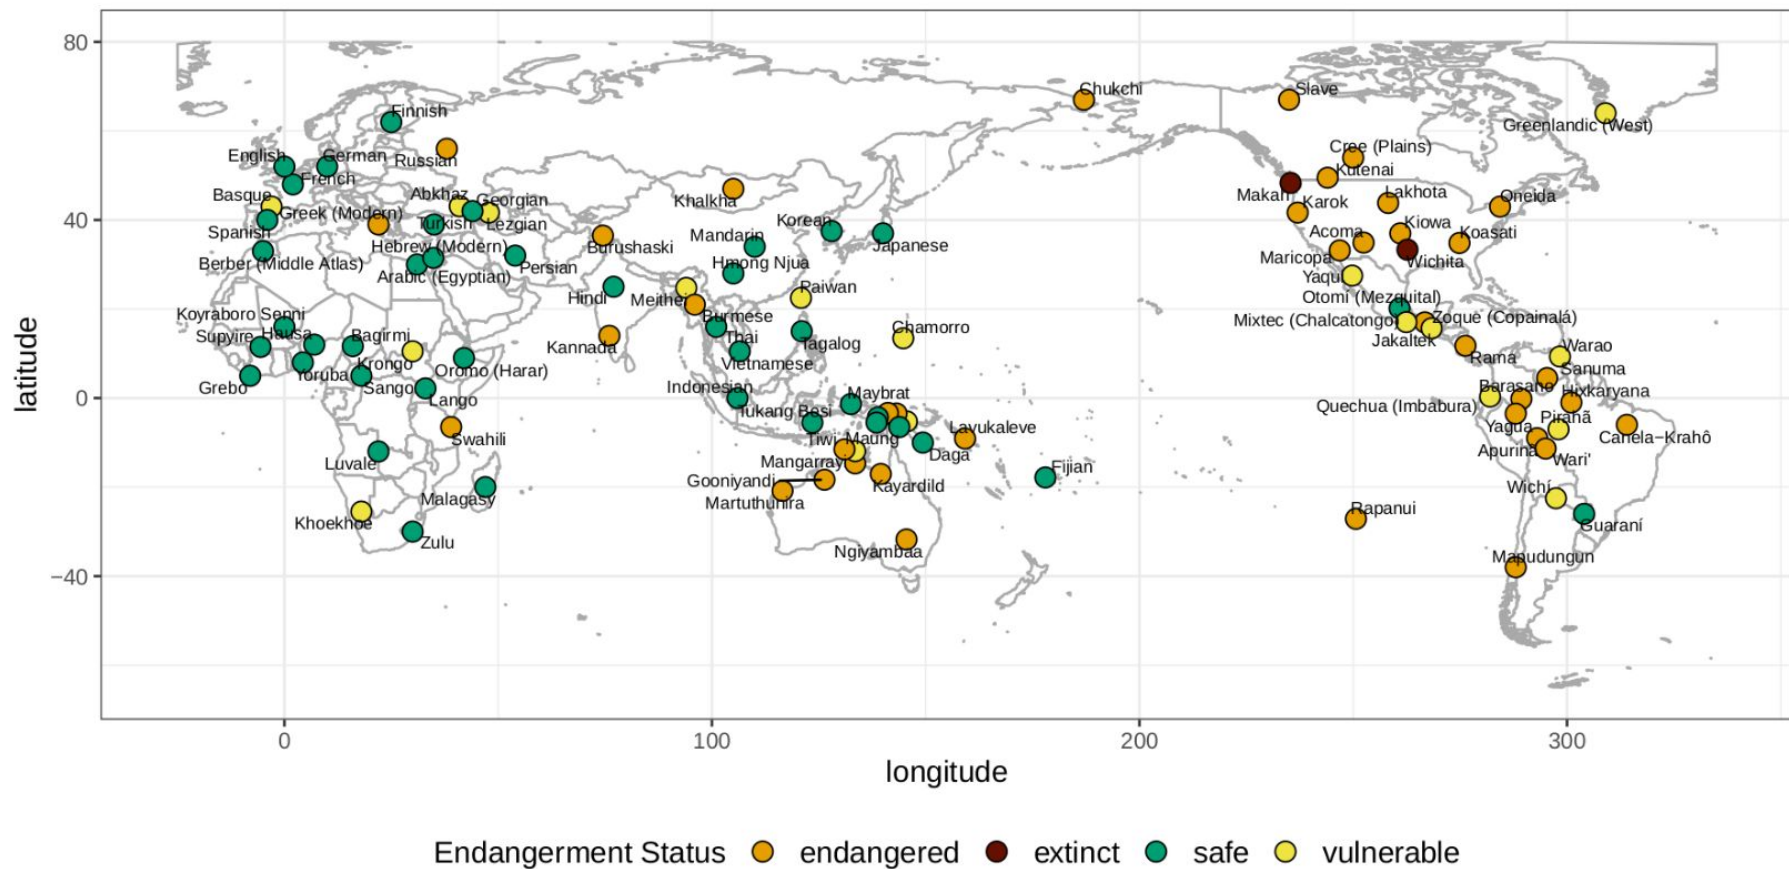 80
40
0
−40
latitude
0
100
200
300
longitude
Chukchi
Slave
Greenlandic (West)
Finnish
English
German
Russian
French
Cree (Plains)
Kutenai
Basque
Abkhaz
Georgian
Khalkha
Makah
Karok
Lakhota
Oneida
Greek (Modern)
Turkish
Lezgian
Korean
Spanish
Mandarin
Japanese
Acoma
Kiowa
Koasati
Hebrew (Modern)
Burushaski
Berber (Middle Atlas)
Arabic (Egyptian)
Persian
Hmong Njua
Maricopa
Wichita
Yaqui
Hindi
Meithei
Paiwan
Otomi (Mezquital)
Koyraboro Senni
Burmese
Mixtec (Chalcatongo)
Zoque (Copainalá)
Supyire
Hausa
Bagirmi
Kannada
Thai
Tagalog
Chamorro
Jakaltek
Rama
Warao
Grebo
Yoruba
Krongo
Oromo (Harar)
Vietnamese
Sanuma
Sango
Lango
Indonesian
Maybrat
Barasano
Hixkaryana
Tukang Besi
Quechua (Imbabura)
Pirahã
Swahili
Tiwi
Maung
Lavukaleve
Yagua
Canela−Krahô
Luvale
Mangarrayi
Daga
Apurinã
Wari'
Malagasy
Gooniyandi
Kayardild
Fijian
Martuthunira
Wichí
Khoekhoe
Rapanui
Guaraní
Zulu
Ngiyambaa
Mapudungun
Endangerment Status
endangered
extinct
safe
vulnerable